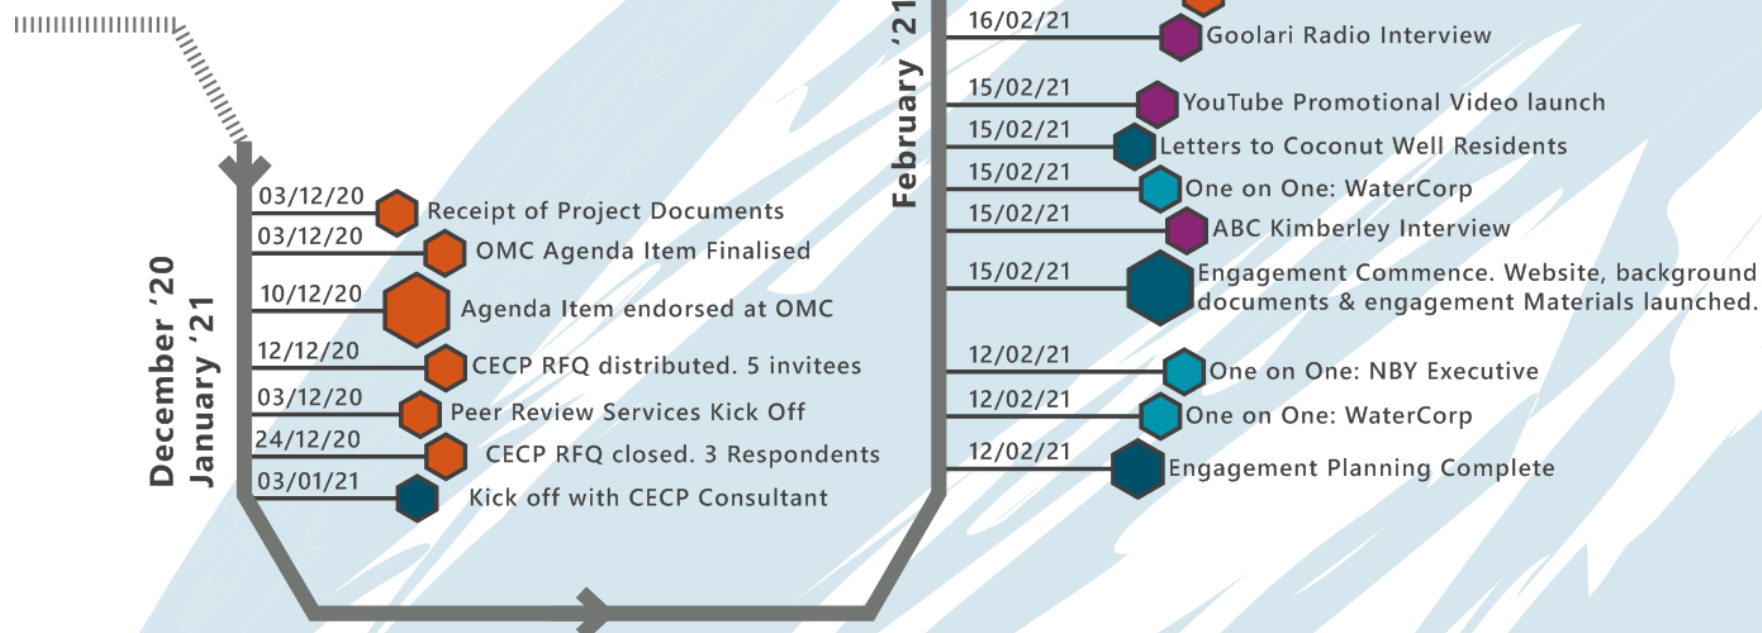 December ‘20
January ‘21
03/12/20 Receipt of Project Documents
03/12/20 OMC Agenda Item Finalised
10/12/20 Agenda Item endorsed at OMC
12/12/20 CECP RFQ distributed. 5 invitees
03/12/20 Peer Review Services Kick Off
24/12/20 CECP RFQ closed. 3 Respondents
03/01/21 Kick off with CECP Consultant
February ‘21
16/02/21 Goolari Radio Interview
15/02/21 YouTube Promotional Video launch
15/02/21 Letters to Coconut Well Residents
15/02/21 One on One: WaterCorp
15/02/21 ABC Kimberley Interview
15/02/21 Engagement Commence. Website, background
documents & engagement Materials launched.
12/02/21 One on One: NBY Executive
12/02/21 One on One: WaterCorp
12/02/21 Engagement Planning Complete